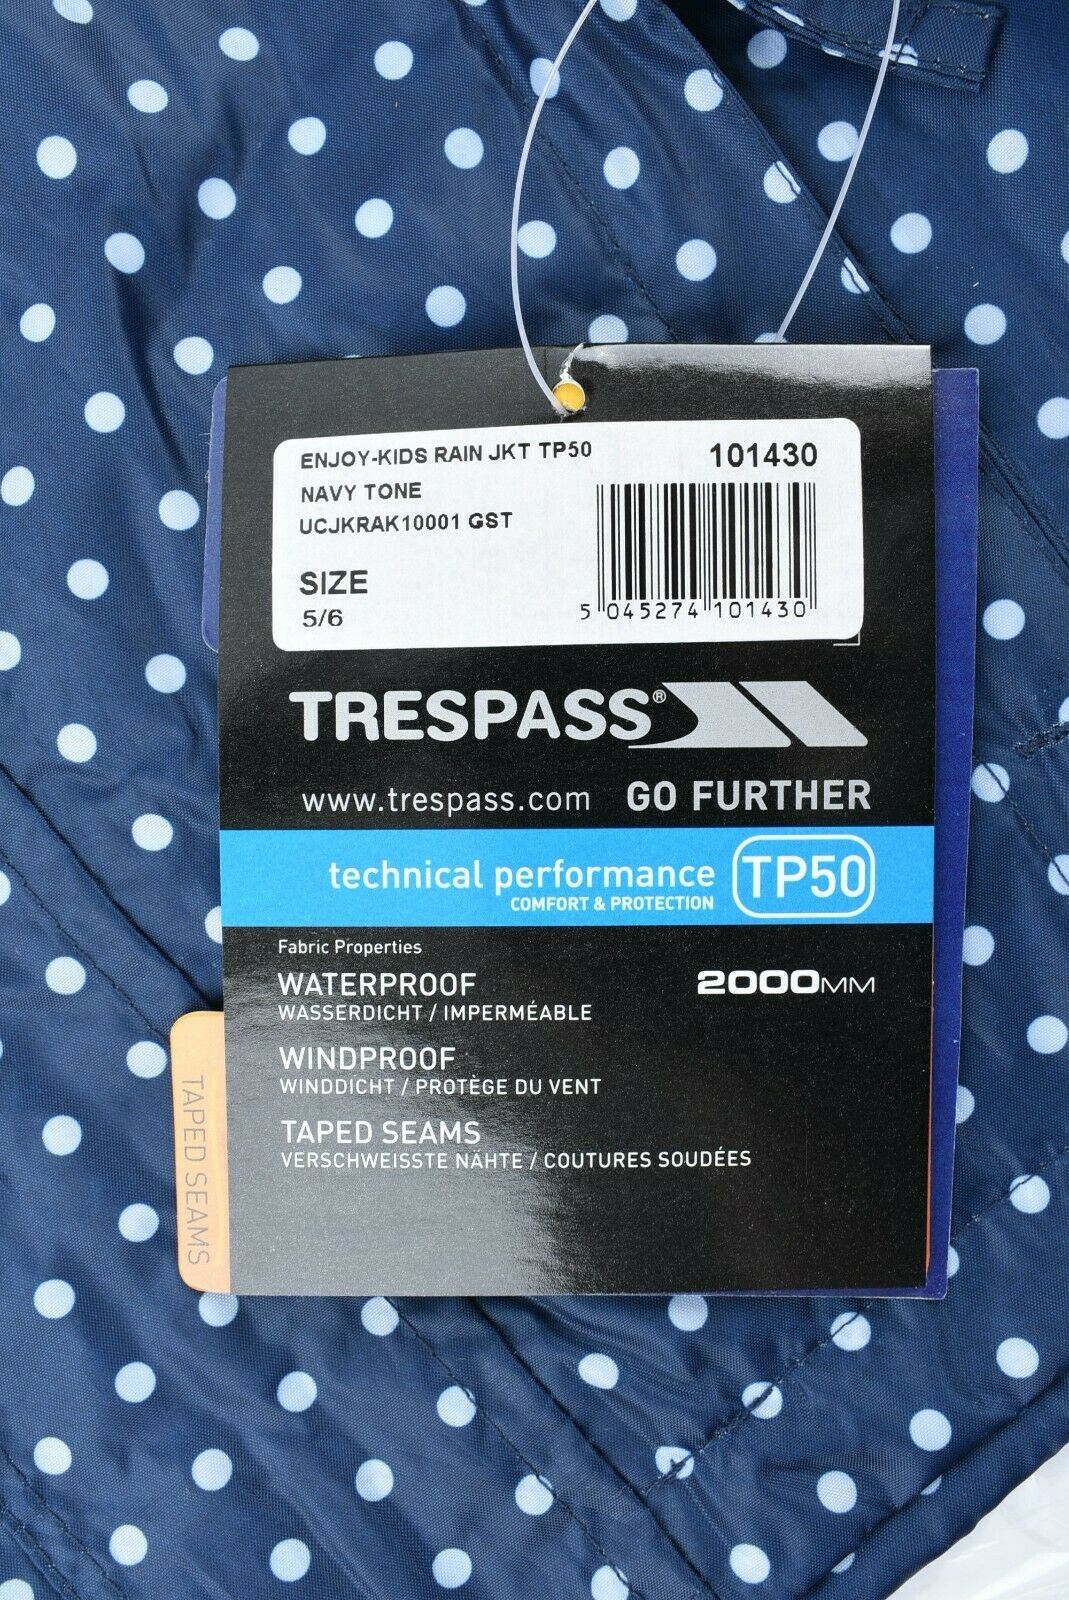 ENJOY-KIDS RAIN JKT TP50 101430
NAVY TONE
UCJKRAK10001 GST
SIZE
5/6
5 045274 101430
TRESPASS®
www.trespass.com GO FURTHER
technical performance TP50
COMFORT & PROTECTION
Fabric Properties
WATERPROOF 2000MM
WASSERDICHT / IMPERMÉABLE
WINDPROOF
WINDDICHT / PROTÈGE DU VENT
TAPED SEAMS
VERSCHWEISSTE NÄHTE / COUTURES SOUDÉES
TAPED SEAMS